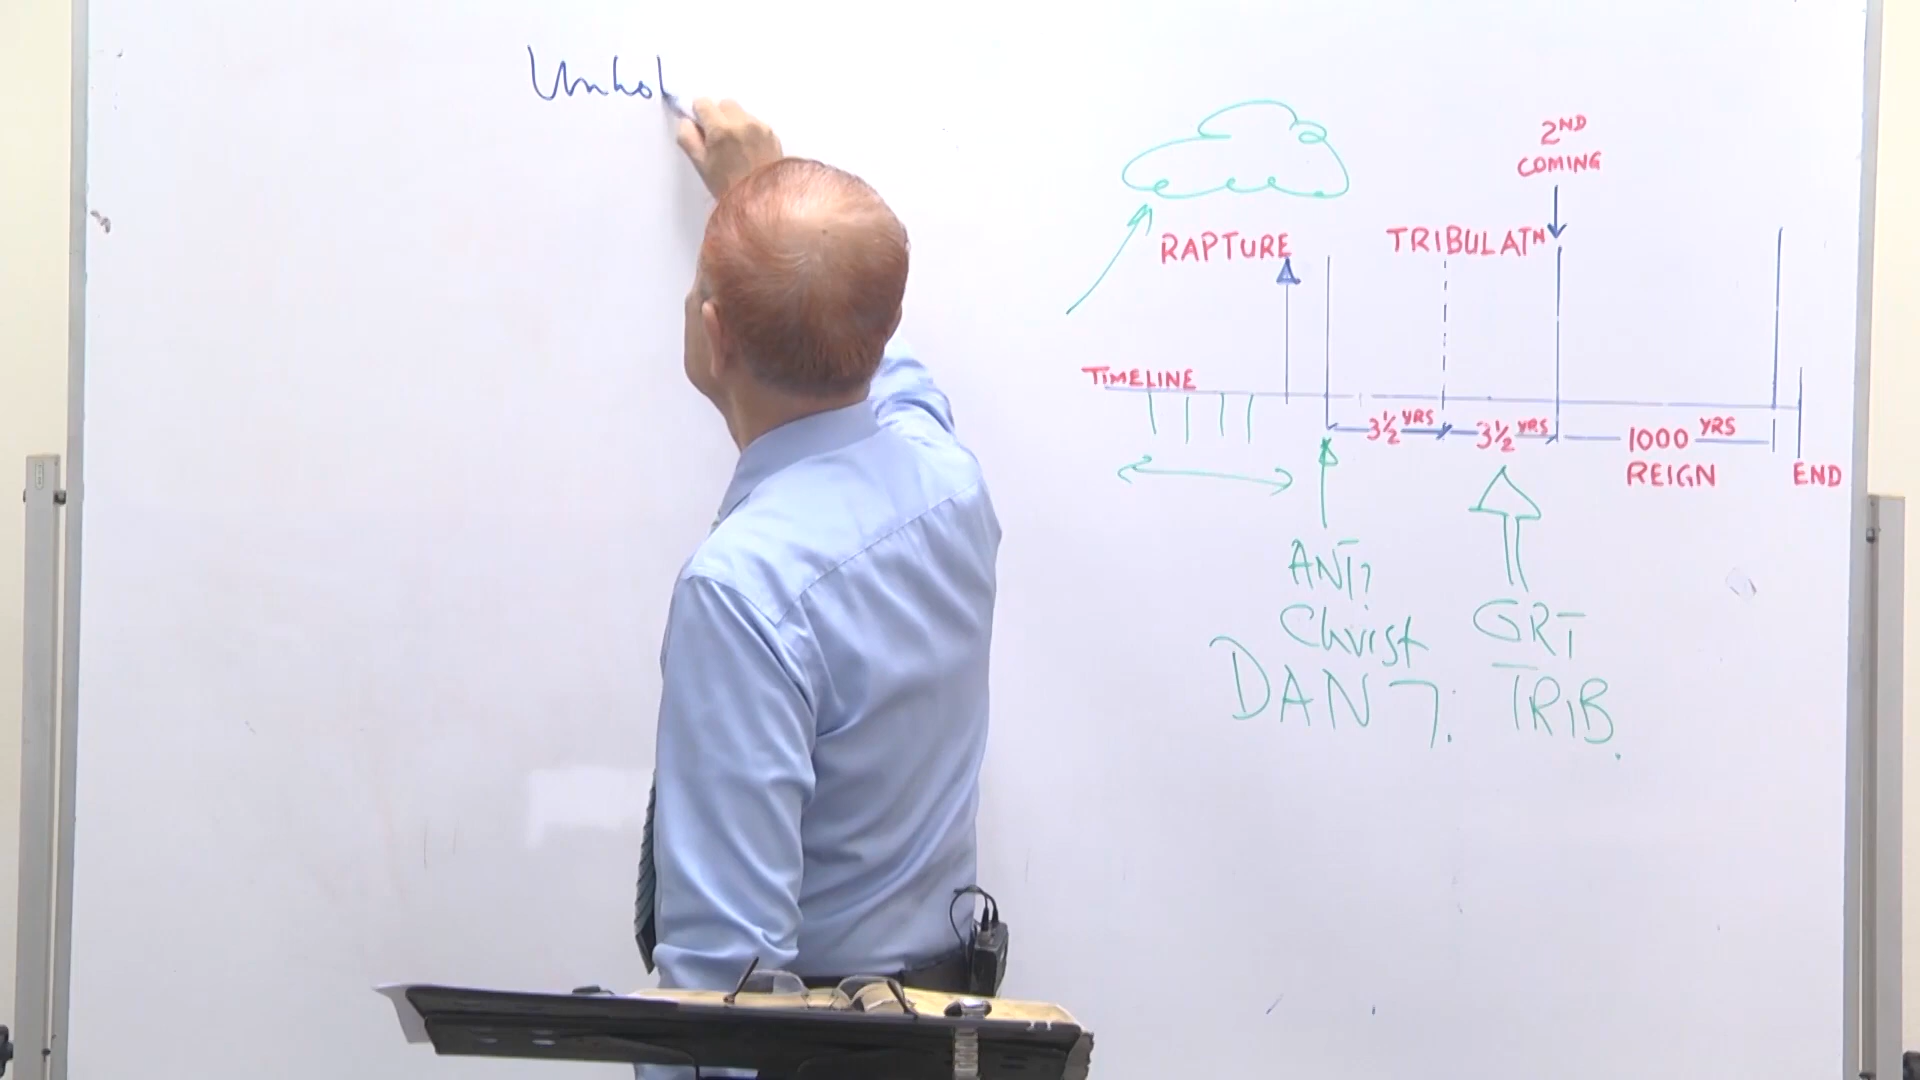 Unhol
2ND
COMING
RAPTURE
TRIBULATN
TIMELINE
3½ YRS
3½ YRS
1000 YRS
REIGN
END
ANTI
Christ
DAN 7.
GRT
TRIB.